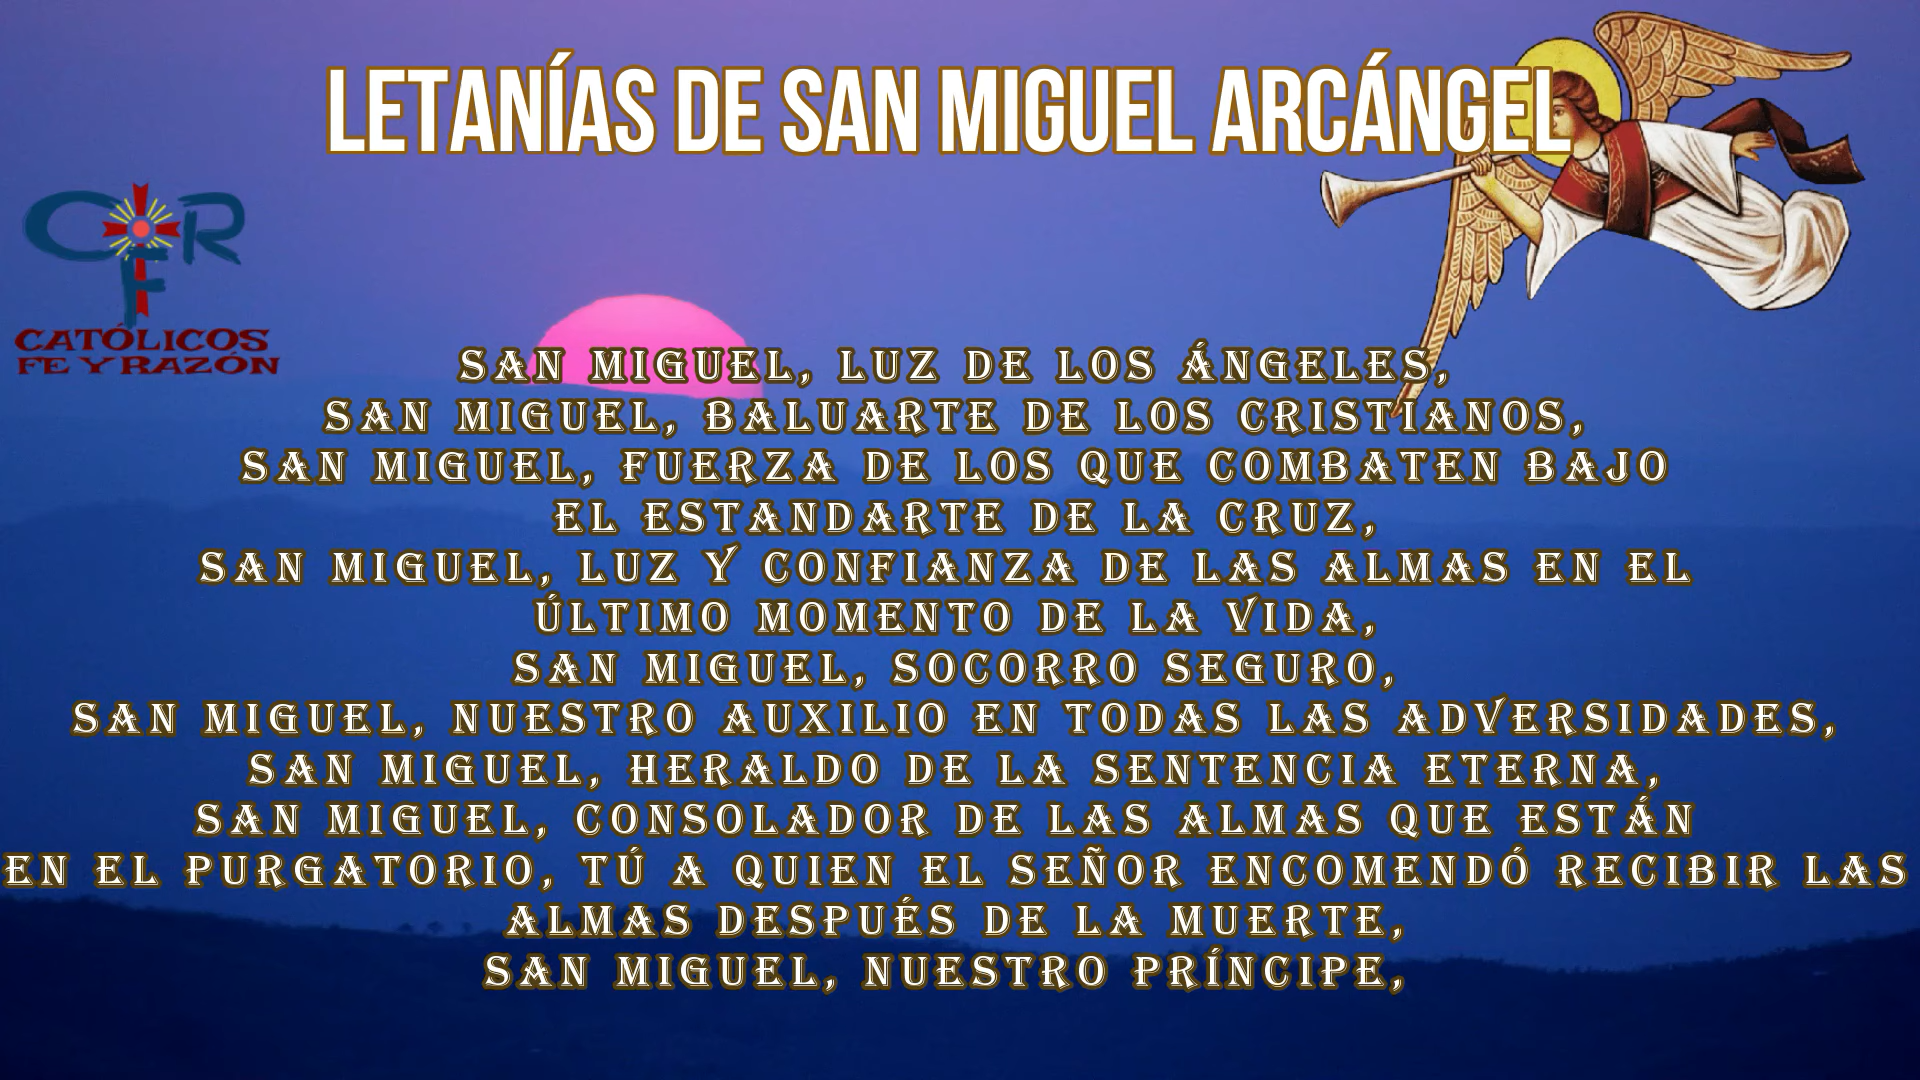 LETANÍAS DE SAN MIGUEL ARCÁNGEL
C R
F
CATÓLICOS
FE Y RAZÓN
SAN MIGUEL, LUZ DE LOS ÁNGELES,
SAN MIGUEL, BALUARTE DE LOS CRISTIANOS,
SAN MIGUEL, FUERZA DE LOS QUE COMBATEN BAJO
EL ESTANDARTE DE LA CRUZ,
SAN MIGUEL, LUZ Y CONFIANZA DE LAS ALMAS EN EL
ÚLTIMO MOMENTO DE LA VIDA,
SAN MIGUEL, SOCORRO SEGURO,
SAN MIGUEL, NUESTRO AUXILIO EN TODAS LAS ADVERSIDADES,
SAN MIGUEL, HERALDO DE LA SENTENCIA ETERNA,
SAN MIGUEL, CONSOLADOR DE LAS ALMAS QUE ESTÁN
EN EL PURGATORIO, TÚ A QUIEN EL SEÑOR ENCOMENDÓ RECIBIR LAS
ALMAS DESPUÉS DE LA MUERTE,
SAN MIGUEL, NUESTRO PRÍNCIPE,